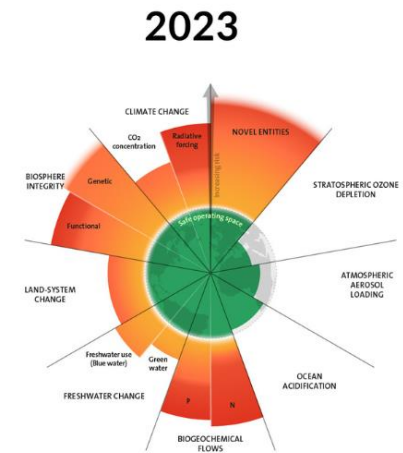 2023
CLIMATE CHANGE
CO₂
concentration
Radiative
forcing
Increasing risk
NOVEL ENTITIES
STRATOSPHERIC OZONE
DEPLETION
ATMOSPHERIC
AEROSOL
LOADING
OCEAN
ACIDIFICATION
BIOGEOCHEMICAL
FLOWS
P
N
FRESHWATER CHANGE
Freshwater use
(Blue water)
Green
water
LAND-SYSTEM
CHANGE
BIOSPHERE
INTEGRITY
Genetic
Functional
Safe operating space